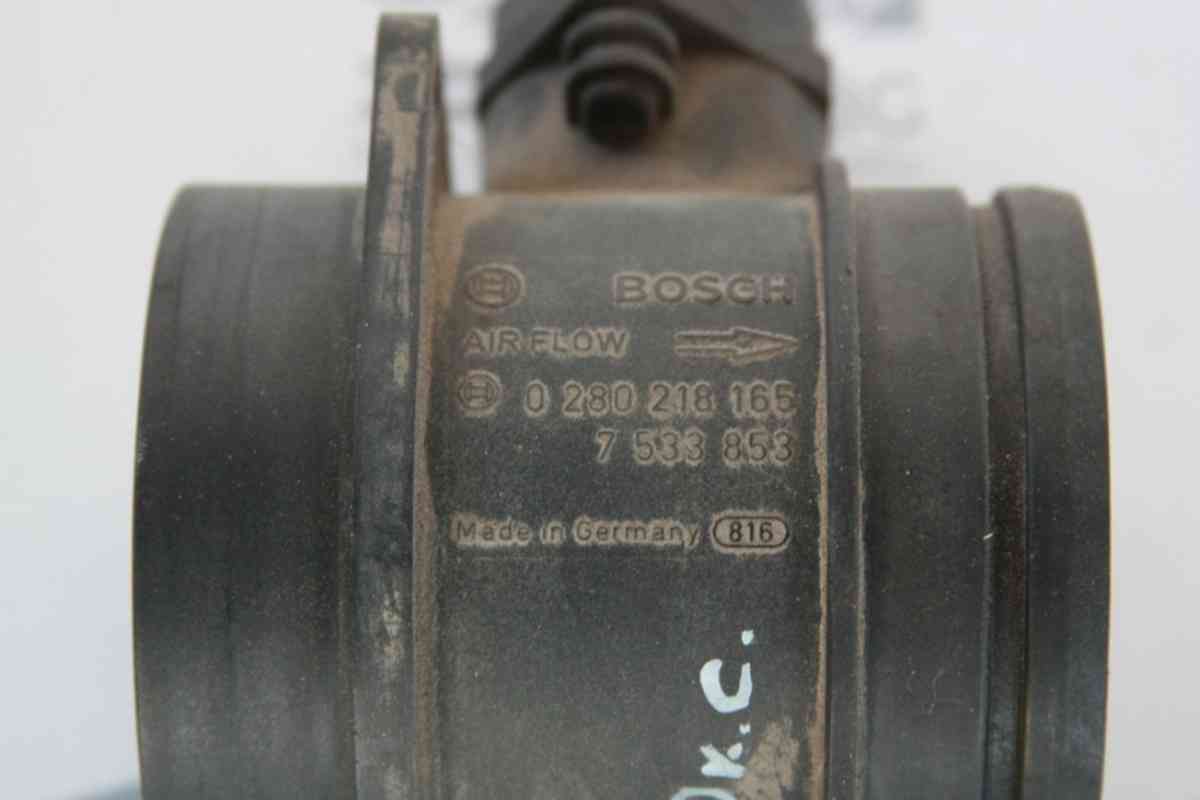 BOSCH
AIR FLOW
0 280 218 165
7 533 853
Made in Germany 816
к.с.